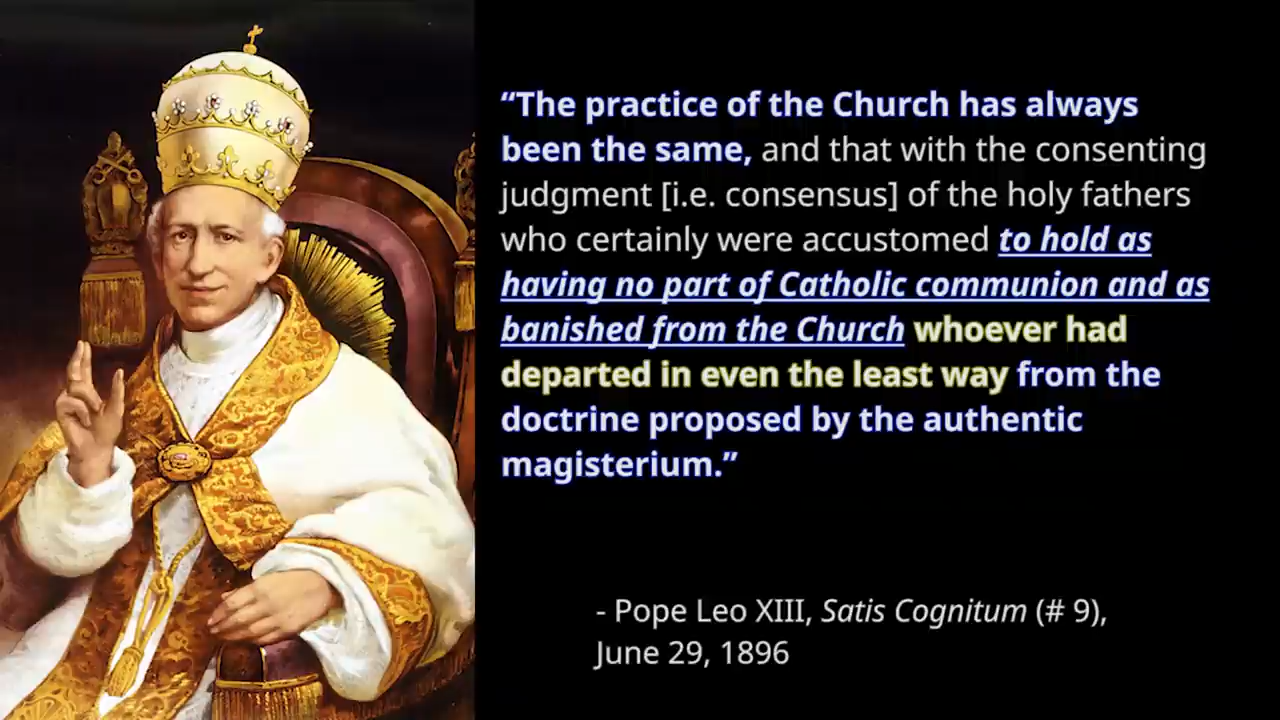 “The practice of the Church has always
been the same, and that with the consenting
judgment [i.e. consensus] of the holy fathers
who certainly were accustomed to hold as
having no part of Catholic communion and as
banished from the Church whoever had
departed in even the least way from the
doctrine proposed by the authentic
magisterium.”
- Pope Leo XIII, Satis Cognitum (# 9),
June 29, 1896